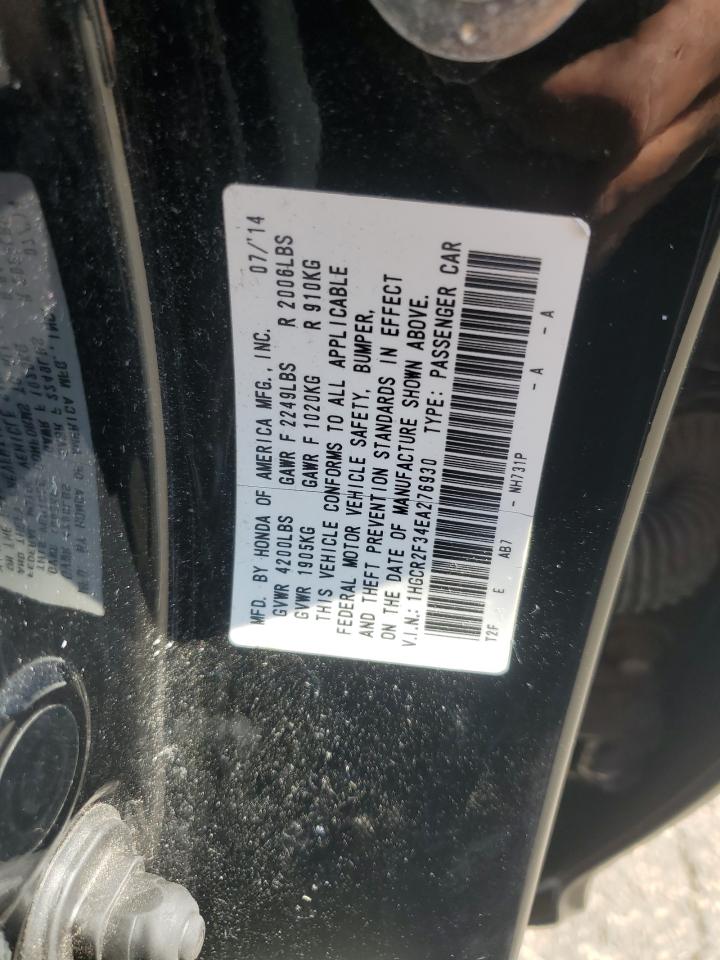 MFD. BY HONDA OF AMERICA MFG., INC. 07/'14
GVWR 4200LBS GAWR F 2249LBS R 2006LBS
GVWR 1905KG GAWR F 1020KG R 910KG
THIS VEHICLE CONFORMS TO ALL APPLICABLE
FEDERAL MOTOR VEHICLE SAFETY, BUMPER,
AND THEFT PREVENTION STANDARDS IN EFFECT
ON THE DATE OF MANUFACTURE SHOWN ABOVE.
V.I.N.: 1HGCR2F34EA276930 TYPE: PASSENGER CAR
T2F E AB7 - NH731P - A - A